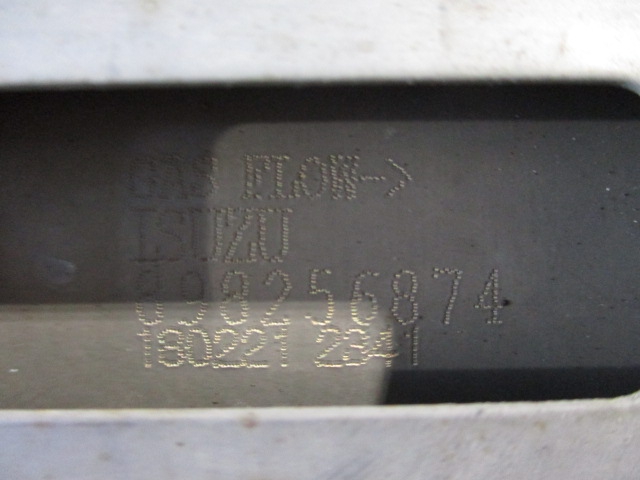 GAS FLOW->
ISUZU
898256874
180221 2341